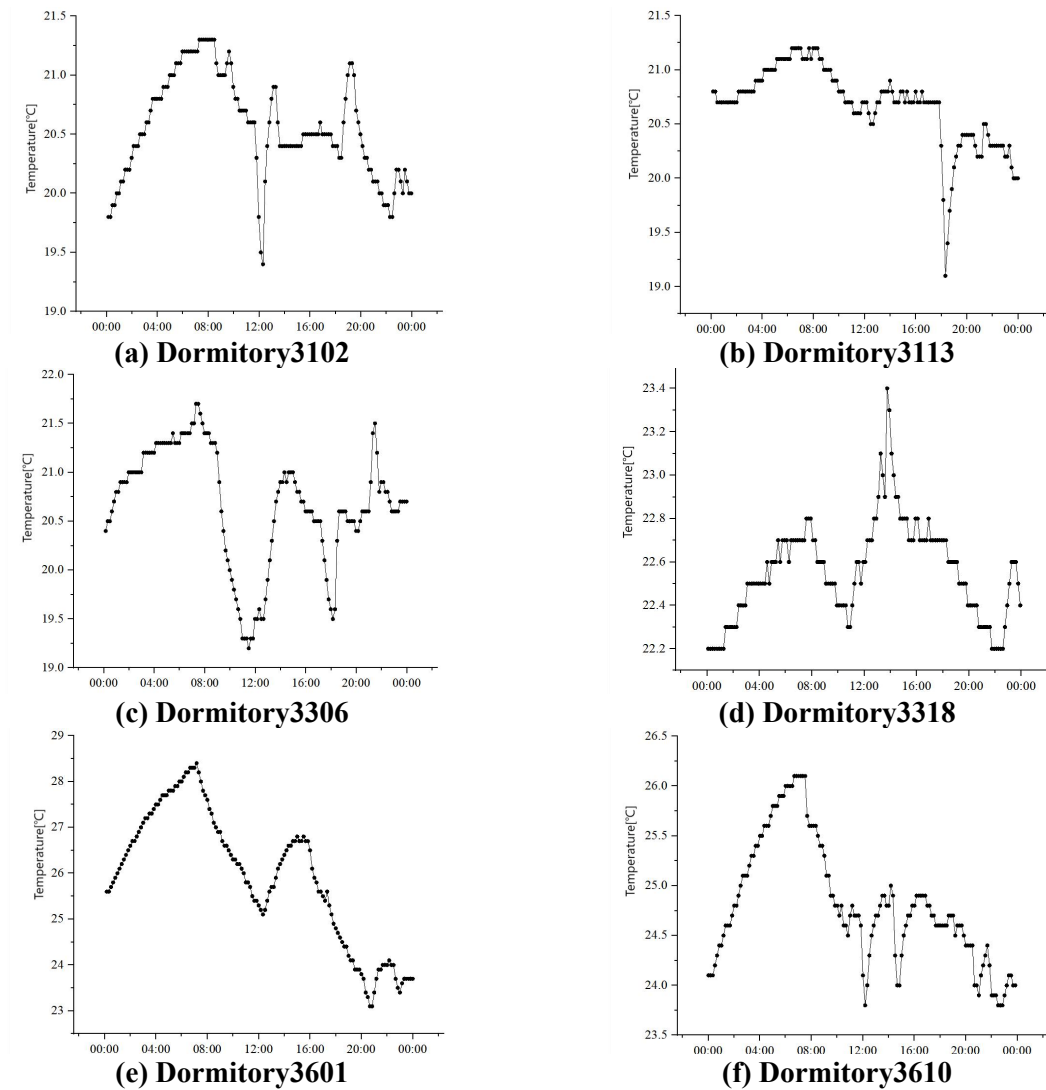 21.5
21.0
20.5
20.0
19.5
19.0
Temperature[℃]
00:00 04:00 08:00 12:00 16:00 20:00 00:00
(a) Dormitory3102
21.5
21.0
20.5
20.0
19.5
19.0
Temperature[℃]
00:00 04:00 08:00 12:00 16:00 20:00 00:00
(b) Dormitory3113
22.0
21.5
21.0
20.5
20.0
19.5
19.0
Temperature[℃]
00:00 04:00 08:00 12:00 16:00 20:00 00:00
(c) Dormitory3306
23.4
23.2
23.0
22.8
22.6
22.4
22.2
Temperature[℃]
00:00 04:00 08:00 12:00 16:00 20:00 00:00
(d) Dormitory3318
29
28
27
26
25
24
23
Temperature[℃]
00:00 04:00 08:00 12:00 16:00 20:00 00:00
(e) Dormitory3601
26.5
26.0
25.5
25.0
24.5
24.0
23.5
Temperature[℃]
00:00 04:00 08:00 12:00 16:00 20:00 00:00
(f) Dormitory3610